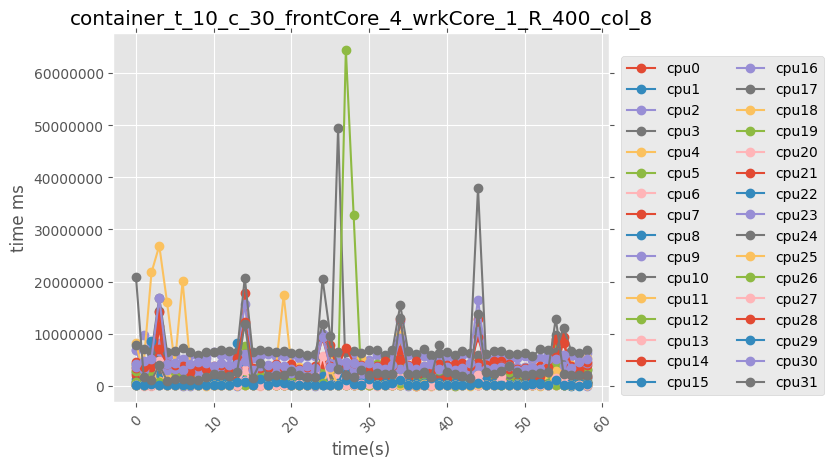 container_t_10_c_30_frontCore_4_wrkCore_1_R_400_col_8
time ms
60000000
50000000
40000000
30000000
20000000
10000000
0
0
10
20
30
40
50
60
time(s)
cpu0
cpu1
cpu2
cpu3
cpu4
cpu5
cpu6
cpu7
cpu8
cpu9
cpu10
cpu11
cpu12
cpu13
cpu14
cpu15
cpu16
cpu17
cpu18
cpu19
cpu20
cpu21
cpu22
cpu23
cpu24
cpu25
cpu26
cpu27
cpu28
cpu29
cpu30
cpu31